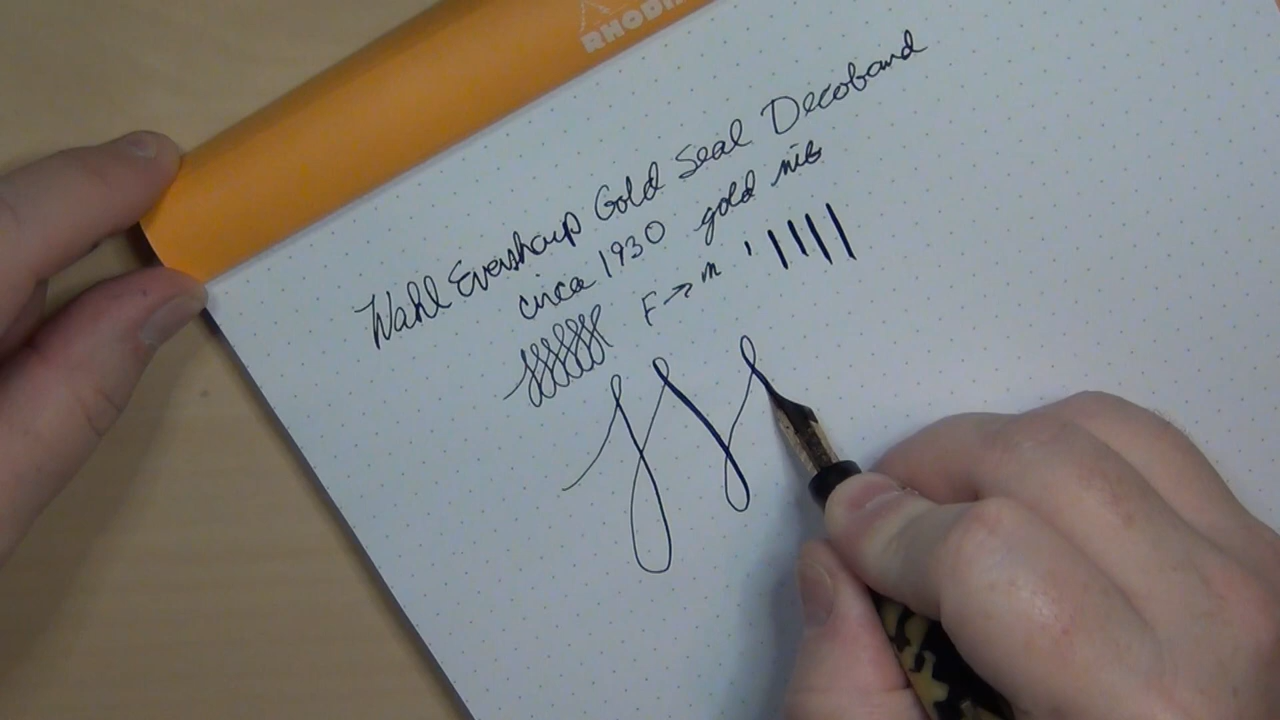 RHODIA
Wahl Eversharp Gold Seal Decoband
circa 1930 gold nib
F → m